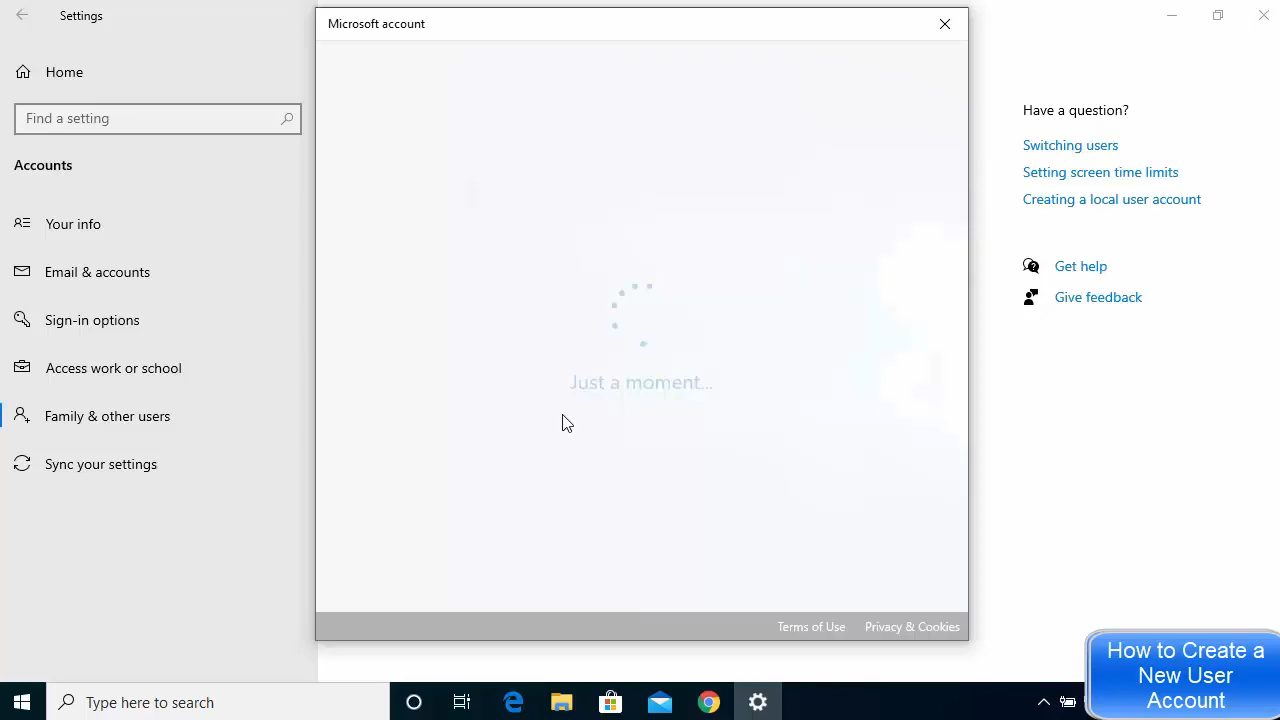 Settings
Home
Find a setting
Accounts
Your info
Email & accounts
Sign-in options
Access work or school
Family & other users
Sync your settings
Microsoft account
Just a moment...
Terms of Use Privacy & Cookies
Have a question?
Switching users
Setting screen time limits
Creating a local user account
Get help
Give feedback
Type here to search
How to Create a
New User
Account